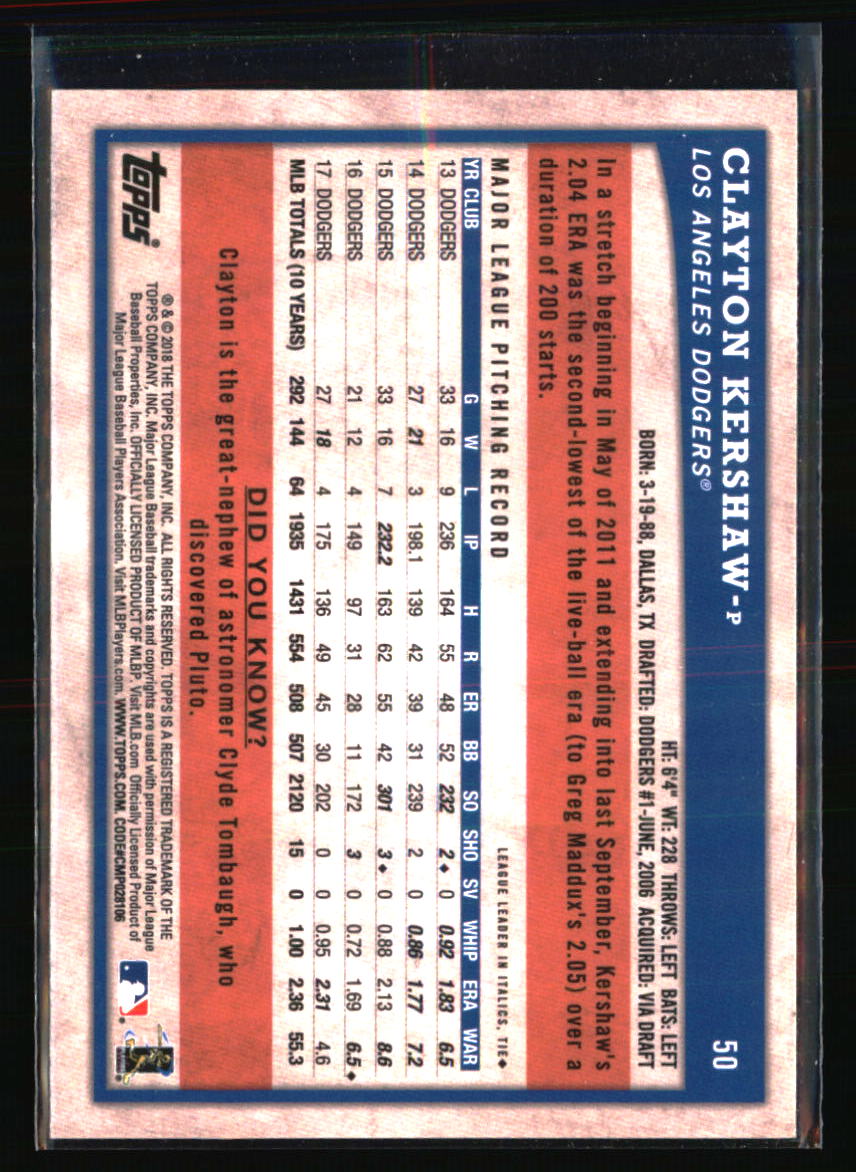 50
CLAYTON KERSHAW-P
LOS ANGELES DODGERS®
HT: 6'4" WT: 228 THROWS: LEFT BATS: LEFT
BORN: 3-19-88, DALLAS, TX DRAFTED: DODGERS #1-JUNE, 2006 ACQUIRED: VIA DRAFT
In a stretch beginning in May of 2011 and extending into last September, Kershaw's
2.04 ERA was the second-lowest of the live-ball era (to Greg Maddux's 2.05) over a
duration of 200 starts.
MAJOR LEAGUE PITCHING RECORD LEAGUE LEADER IN ITALICS, TIE♦
YR CLUB G W L IP H R ER BB SO SHO SV WHIP ERA WAR
13 DODGERS 33 16 9 236 164 55 48 52 232 2♦ 0 0.92 1.83 6.5
14 DODGERS 27 21 3 198.1 139 42 39 31 239 2 0 0.86 1.77 7.2
15 DODGERS 33 16 7 232.2 163 62 55 42 301 3♦ 0 0.88 2.13 8.6
16 DODGERS 21 12 4 149 97 31 28 11 172 3 0 0.72 1.69 6.5♦
17 DODGERS 27 18 4 175 136 49 45 30 202 0 0 0.95 2.31 4.6
MLB TOTALS (10 YEARS) 292 144 64 1935 1431 554 508 507 2120 15 0 1.00 2.36 55.3
DID YOU KNOW?
Clayton is the great-nephew of astronomer Clyde Tombaugh, who
discovered Pluto.
topps®
® & © 2018 THE TOPPS COMPANY, INC. ALL RIGHTS RESERVED. TOPPS IS A REGISTERED TRADEMARK OF THE
TOPPS COMPANY, INC. Major League Baseball trademarks and copyrights are used with permission of Major League
Baseball Properties, Inc. OFFICIALLY LICENSED PRODUCT OF MLBP. Visit MLB.com. Officially Licensed Product of
Major League Baseball Players Association. Visit MLBPlayers.com. WWW.TOPPS.COM. CODE#CMP028106